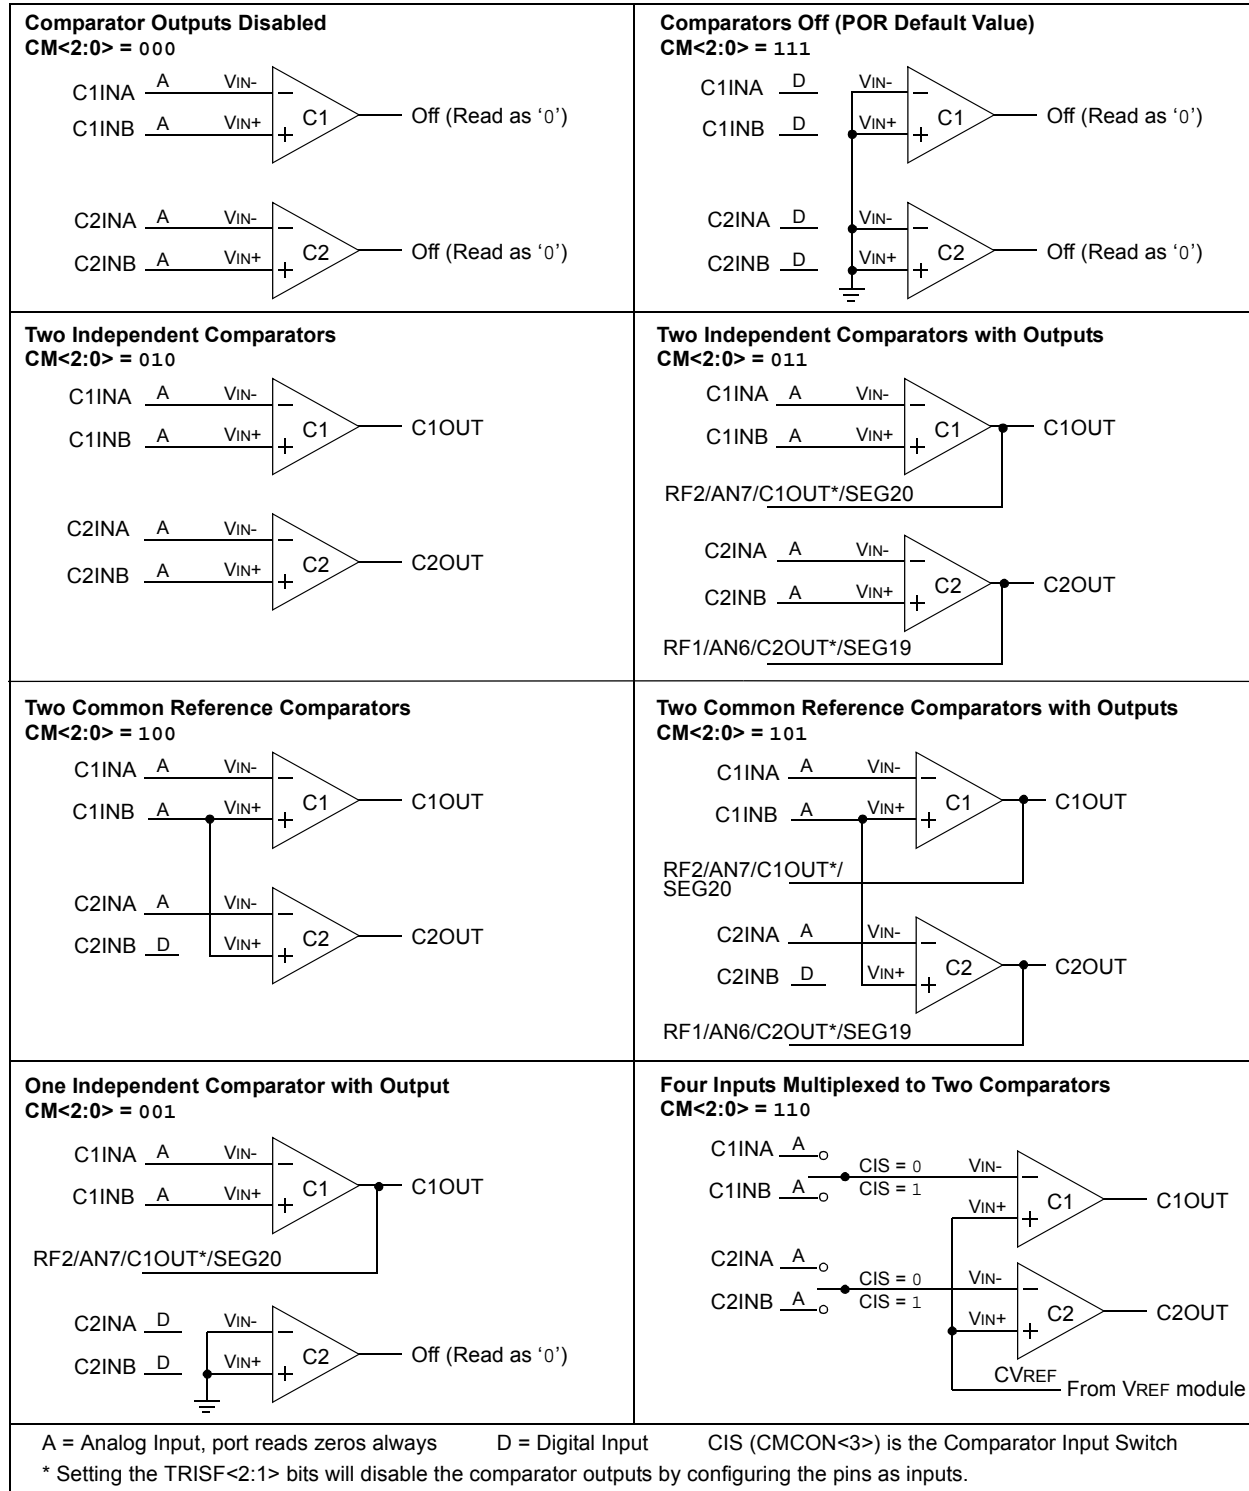 Comparator Outputs Disabled
CM<2:0> = 000
C1INA A VIN-
C1INB A VIN+
C1
Off (Read as ‘0’)
C2INA A VIN-
C2INB A VIN+
C2
Off (Read as ‘0’)
Comparators Off (POR Default Value)
CM<2:0> = 111
C1INA D VIN-
C1INB D VIN+
C1
Off (Read as ‘0’)
C2INA D VIN-
C2INB D VIN+
C2
Off (Read as ‘0’)
Two Independent Comparators
CM<2:0> = 010
C1INA A VIN-
C1INB A VIN+
C1
C1OUT
C2INA A VIN-
C2INB A VIN+
C2
C2OUT
Two Independent Comparators with Outputs
CM<2:0> = 011
C1INA A VIN-
C1INB A VIN+
C1
C1OUT
RF2/AN7/C1OUT*/SEG20
C2INA A VIN-
C2INB A VIN+
C2
C2OUT
RF1/AN6/C2OUT*/SEG19
Two Common Reference Comparators
CM<2:0> = 100
C1INA A VIN-
C1INB A VIN+
C1
C1OUT
C2INA A VIN-
C2INB D VIN+
C2
C2OUT
Two Common Reference Comparators with Outputs
CM<2:0> = 101
C1INA A VIN-
C1INB A VIN+
C1
C1OUT
RF2/AN7/C1OUT*/
SEG20
C2INA A VIN-
C2INB D VIN+
C2
C2OUT
RF1/AN6/C2OUT*/SEG19
One Independent Comparator with Output
CM<2:0> = 001
C1INA A VIN-
C1INB A VIN+
C1
C1OUT
RF2/AN7/C1OUT*/SEG20
C2INA D VIN-
C2INB D VIN+
C2
Off (Read as ‘0’)
Four Inputs Multiplexed to Two Comparators
CM<2:0> = 110
C1INA A
CIS = 0 VIN-
C1INB A CIS = 1
VIN+
C1
C1OUT
C2INA A
CIS = 0 VIN-
C2INB A CIS = 1
VIN+
C2
C2OUT
CVREF
From VREF module
A = Analog Input, port reads zeros always D = Digital Input CIS (CMCON<3>) is the Comparator Input Switch
* Setting the TRISF<2:1> bits will disable the comparator outputs by configuring the pins as inputs.